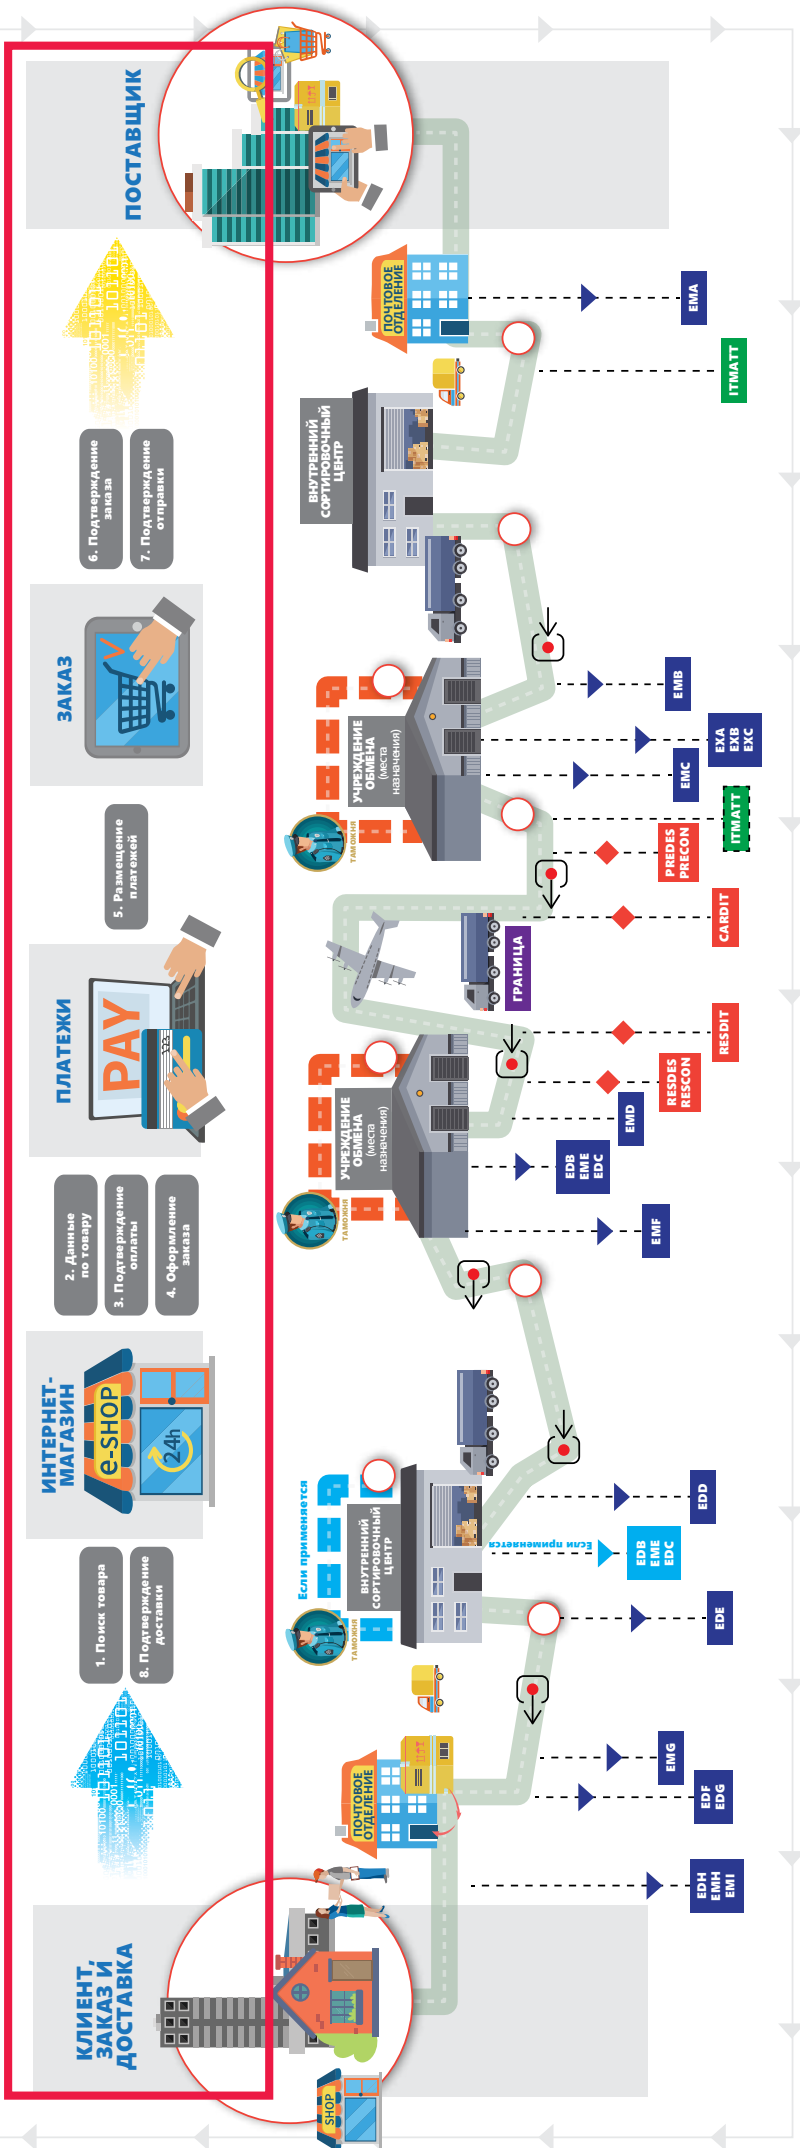 КЛИЕНТ,
ЗАКАЗ И
ДОСТАВКА
1. Поиск товара
8. Подтверждение
доставки
ИНТЕРНЕТ-
МАГАЗИН
e-SHOP
24h
2. Данные
по товару
3. Подтверждение
оплаты
4. Оформление
заказа
ПЛАТЕЖИ
PAY
5. Размещение
платежей
ЗАКАЗ
6. Подтверждение
заказа
7. Подтверждение
отправки
ПОСТАВЩИК
SHOP
ПОЧТОВОЕ
ОТДЕЛЕНИЕ
Если применяется
ТАМОЖНЯ
ВНУТРЕННИЙ
СОРТИРОВОЧНЫЙ
ЦЕНТР
Если применяется
ТАМОЖНЯ
УЧРЕЖДЕНИЕ
ОБМЕНА
(места
назначения)
ГРАНИЦА
ТАМОЖНЯ
УЧРЕЖДЕНИЕ
ОБМЕНА
(места
назначения)
ВНУТРЕННИЙ
СОРТИРОВОЧНЫЙ
ЦЕНТР
ПОЧТОВОЕ
ОТДЕЛЕНИЕ
EDH
EMH
EMI
EDF
EDG
EMG
EDE
EDB
EME
EDC
EDD
EMF
EDB
EME
EDC
EMD
RESDES
RESCON
RESDIT
CARDIT
PREDES
PRECON
ITMATT
EMC
EXA
EXB
EXC
EMB
ITMATT
EMA